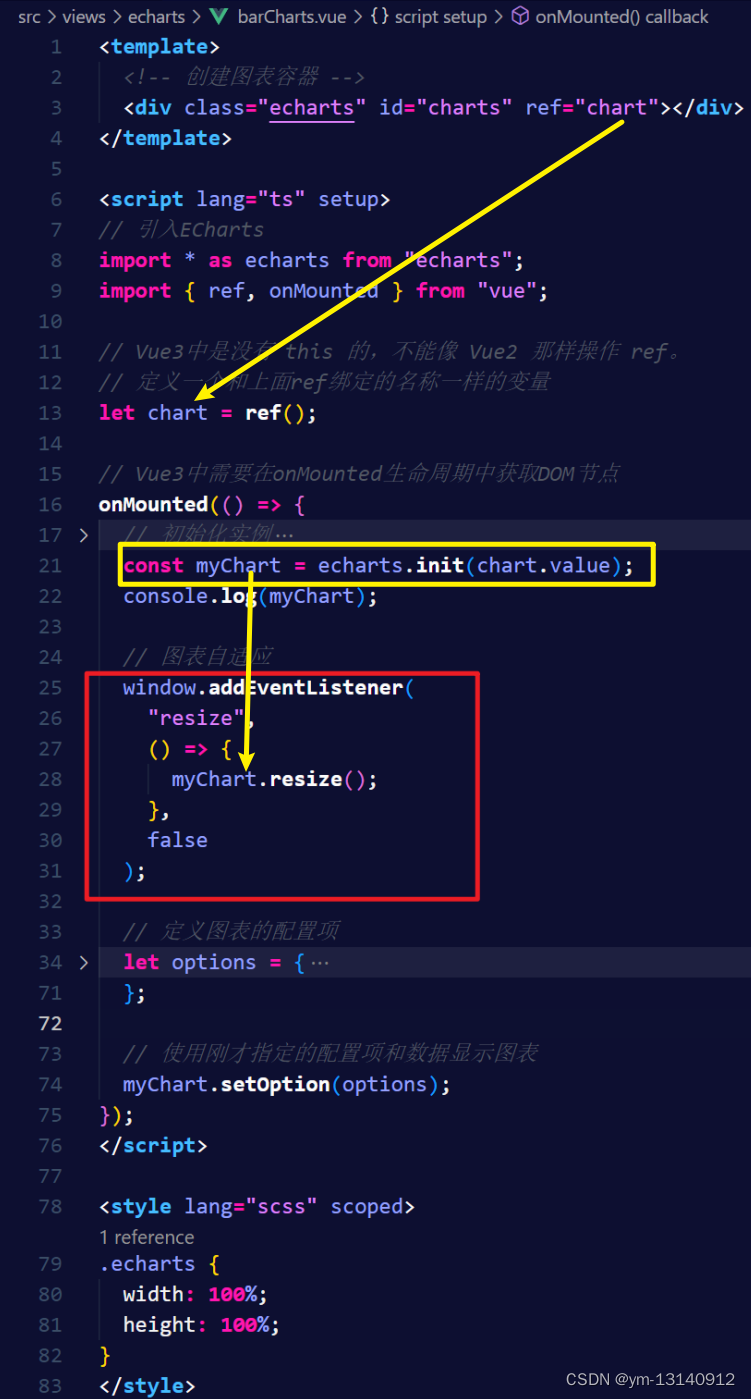 src > views > echarts > barCharts.vue > {} script setup > onMounted() callback
1 <template>
2 <!-- 创建图表容器 -->
3 <div class="echarts" id="charts" ref="chart"></div>
4 </template>
5
6 <script lang="ts" setup>
7 // 引入ECharts
8 import * as echarts from "echarts";
9 import { ref, onMounted } from "vue";
10
11 // Vue3中是没有 this 的，不能像 Vue2 那样操作 ref。
12 // 定义一个和上面ref绑定的名称一样的变量
13 let chart = ref();
14
15 // Vue3中需要在onMounted生命周期中获取DOM节点
16 onMounted(() => {
17 > // 初始化实例…
21 const myChart = echarts.init(chart.value);
22 console.log(myChart);
23
24 // 图表自适应
25 window.addEventListener(
26 "resize",
27 () => {
28 myChart.resize();
29 },
30 false
31 );
32
33 // 定义图表的配置项
34 > let options = {…
71 };
72
73 // 使用刚才指定的配置项和数据显示图表
74 myChart.setOption(options);
75 });
76 </script>
77
78 <style lang="scss" scoped>
1 reference
79 .echarts {
80 width: 100%;
81 height: 100%;
82 }
83 </style>
CSDN @ym-13140912